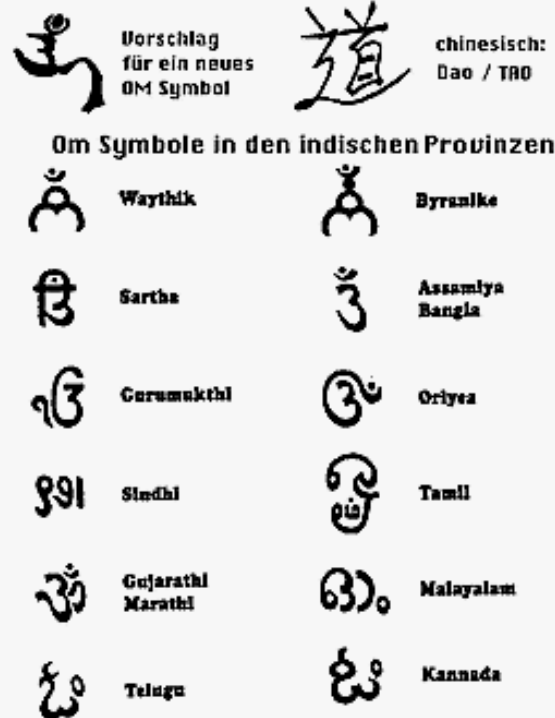 Vorschlag
für ein neues
OM Symbol
道
chinesisch:
Dao / TAO
Om Symbole in den indischen Provinzen
Waythik
Byranike
Sartha
Assamiya
Bangla
Gurumukthi
Oriyea
Sindhi
Tamil
Gujarathi
Marathi
ഓം
Malayalam
Telugu
Kannada